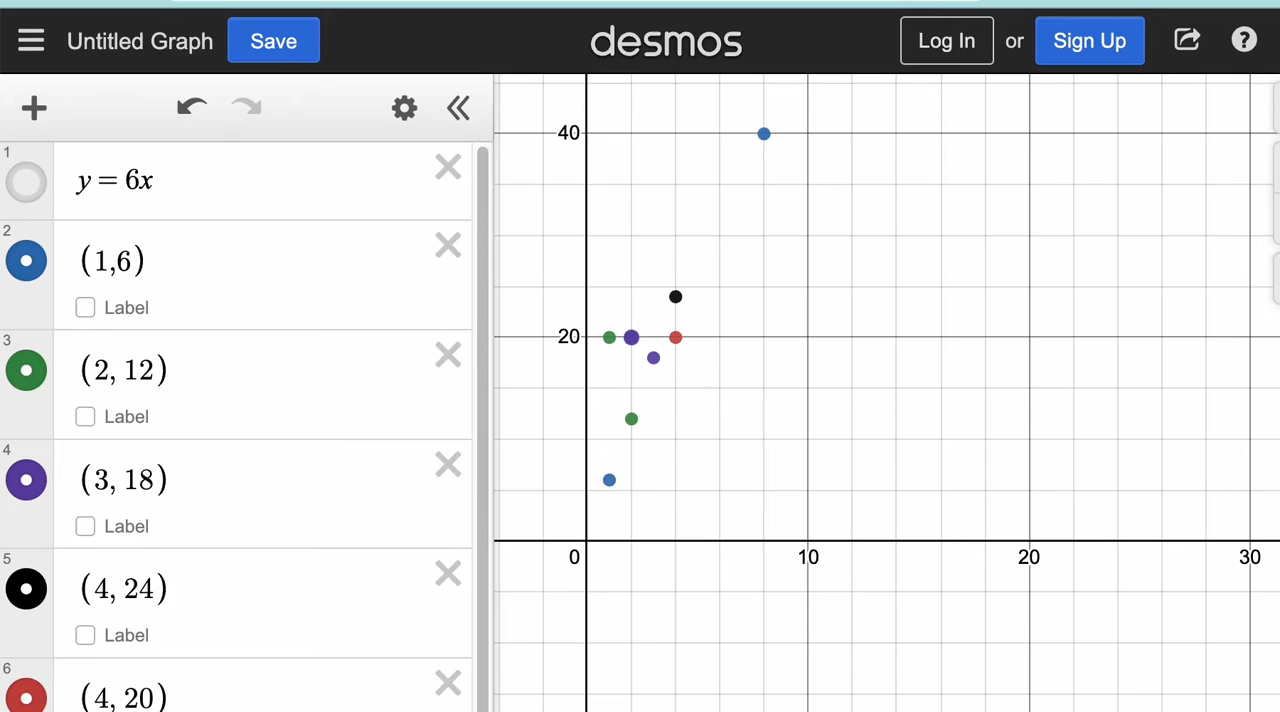 Untitled Graph Save desmos Log In or Sign Up ?
1
y = 6x
2
(1,6)
Label
3
(2, 12)
Label
4
(3, 18)
Label
5
(4, 24)
Label
6
(4, 20)
40
20
0 10 20 30